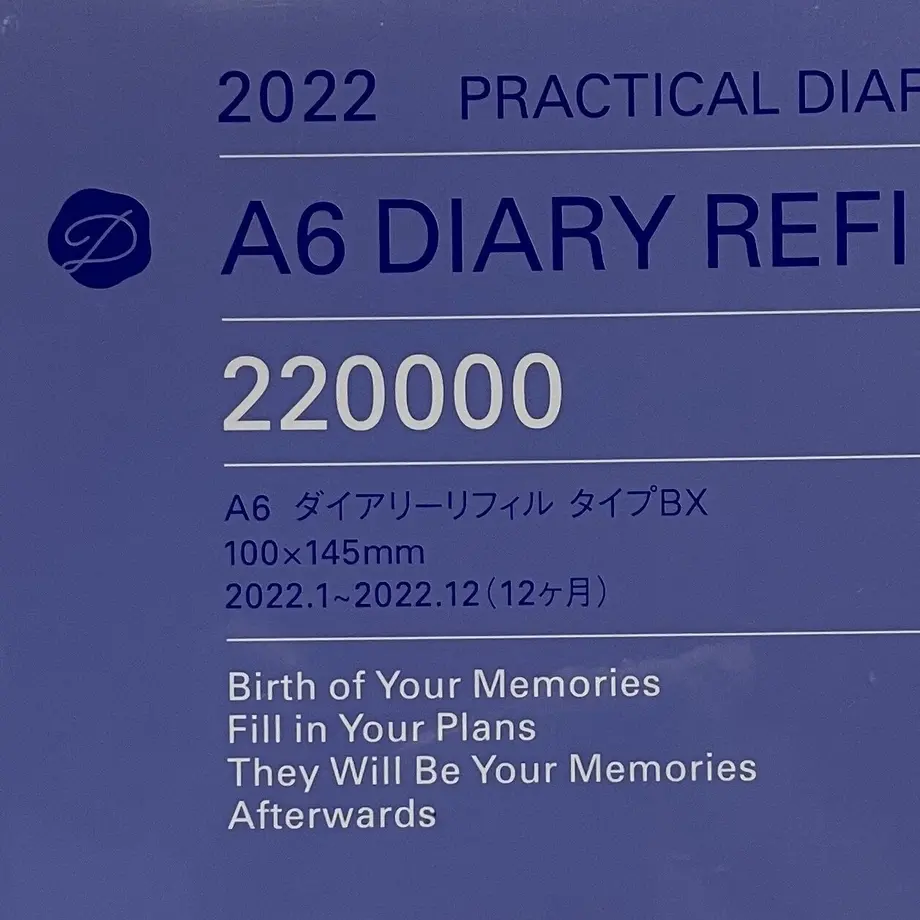 2022 PRACTICAL DIAR
A6 DIARY REFI
220000
A6 ダイアリーリフィル タイプBX
100×145mm
2022.1~2022.12(12ケ月)
Birth of Your Memories
Fill in Your Plans
They Will Be Your Memories
Afterwards